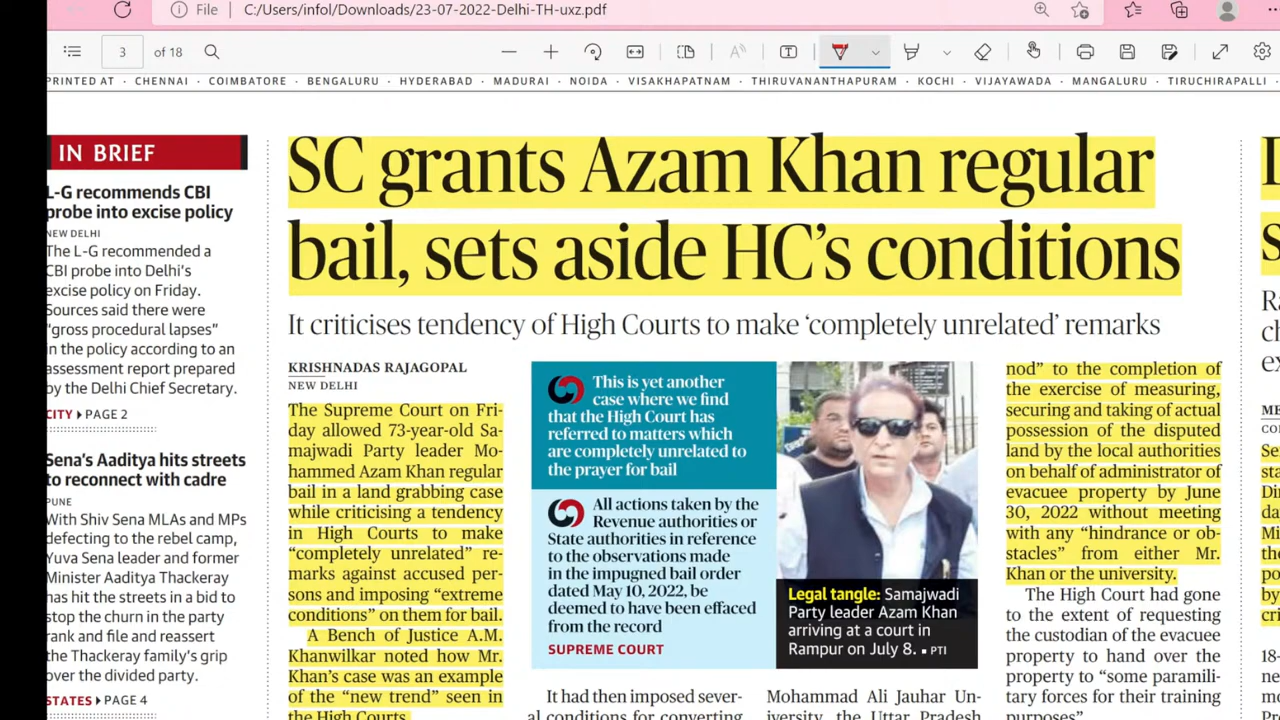 File C:/Users/infol/Downloads/23-07-2022-Delhi-TH-uxz.pdf
3 of 18
PRINTED AT · CHENNAI · COIMBATORE · BENGALURU · HYDERABAD · MADURAI · NOIDA · VISAKHAPATNAM · THIRUVANANTHAPURAM · KOCHI · VIJAYAWADA · MANGALURU · TIRUCHIRAPALLI ·
IN BRIEF
L-G recommends CBI
probe into excise policy
NEW DELHI
The L-G recommended a
CBI probe into Delhi's
excise policy on Friday.
Sources said there were
"gross procedural lapses"
in the policy according to an
assessment report prepared
by the Delhi Chief Secretary.
CITY PAGE 2
Sena's Aaditya hits streets
to reconnect with cadre
PUNE
With Shiv Sena MLAs and MPs
defecting to the rebel camp,
Yuva Sena leader and former
Minister Aaditya Thackeray
has hit the streets in a bid to
stop the churn in the party
rank and file and reassert
the Thackeray family's grip
over the divided party.
STATES PAGE 4
SC grants Azam Khan regular
bail, sets aside HC's conditions
It criticises tendency of High Courts to make 'completely unrelated' remarks
KRISHNADAS RAJAGOPAL
NEW DELHI
The Supreme Court on Fri-
day allowed 73-year-old Sa-
majwadi Party leader Mo-
hammed Azam Khan regular
bail in a land grabbing case
while criticising a tendency
in High Courts to make
"completely unrelated" re-
marks against accused per-
sons and imposing "extreme
conditions" on them for bail.
A Bench of Justice A.M.
Khanwilkar noted how Mr.
Khan's case was an example
of the "new trend" seen in
the High Courts.
This is yet another
case where we find
that the High Court has
referred to matters which
are completely unrelated to
the prayer for bail
All actions taken by the
Revenue authorities or
State authorities in reference
to the observations made
in the impugned bail order
dated May 10, 2022, be
deemed to have been effaced
from the record
SUPREME COURT
Legal tangle: Samajwadi
Party leader Azam Khan
arriving at a court in
Rampur on July 8. ▪ PTI
It had then imposed sever-
al conditions for converting
Mohammad Ali Jauhar Un-
iversity, the Uttar Pradesh
nod" to the completion of
the exercise of measuring,
securing and taking of actual
possession of the disputed
land by the local authorities
on behalf of administrator of
evacuee property by June
30, 2022 without meeting
with any "hindrance or ob-
stacles" from either Mr.
Khan or the university.
The High Court had gone
to the extent of requesting
the custodian of the evacuee
property to hand over the
property to "some paramili-
tary forces for their training
purposes".